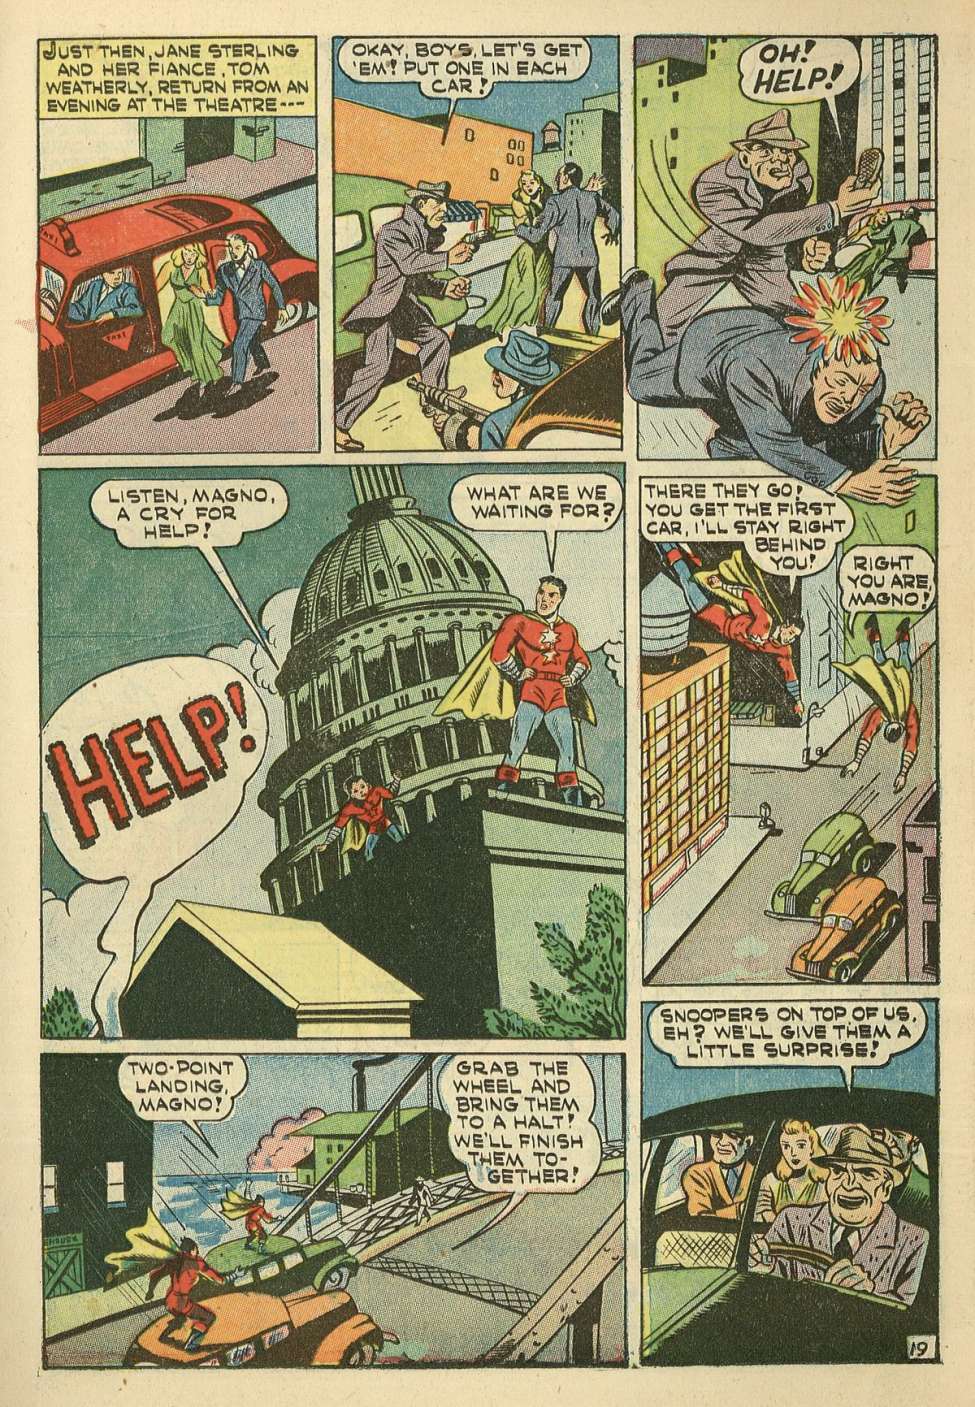 JUST THEN, JANE STERLING
AND HER FIANCE, TOM
WEATHERLY, RETURN FROM AN
EVENING AT THE THEATRE---
TAXI
TAXI
OKAY, BOYS, LET'S GET
'EM! PUT ONE IN EACH
CAR!
OH!
HELP!
LISTEN, MAGNO,
A CRY FOR
HELP!
WHAT ARE WE
WAITING FOR?
HELP!
THERE THEY GO!
YOU GET THE FIRST
CAR, I'LL STAY RIGHT
BEHIND
YOU!
RIGHT
YOU ARE,
MAGNO!
TWO-POINT
LANDING,
MAGNO!
GRAB THE
WHEEL AND
BRING THEM
TO A HALT!
WE'LL FINISH
THEM TO-
GETHER!
EHOUSE
SNOOPERS ON TOP OF US,
EH? WE'LL GIVE THEM A
LITTLE SURPRISE!
19